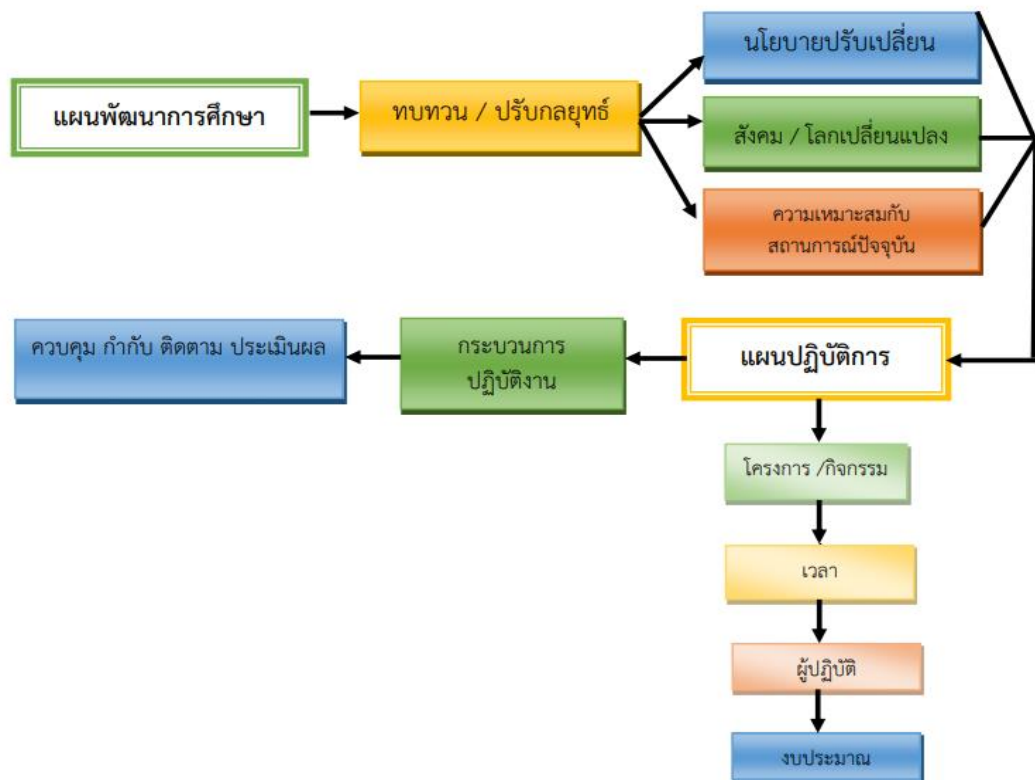 แผนพัฒนาการศึกษา
ทบทวน / ปรับกลยุทธ์
นโยบายปรับเปลี่ยน
สังคม / โลกเปลี่ยนแปลง
ความเหมาะสมกับ
สถานการณ์ปัจจุบัน
ควบคุม กำกับ ติดตาม ประเมินผล
กระบวนการ
ปฏิบัติงาน
แผนปฏิบัติการ
โครงการ /กิจกรรม
เวลา
ผู้ปฏิบัติ
งบประมาณ